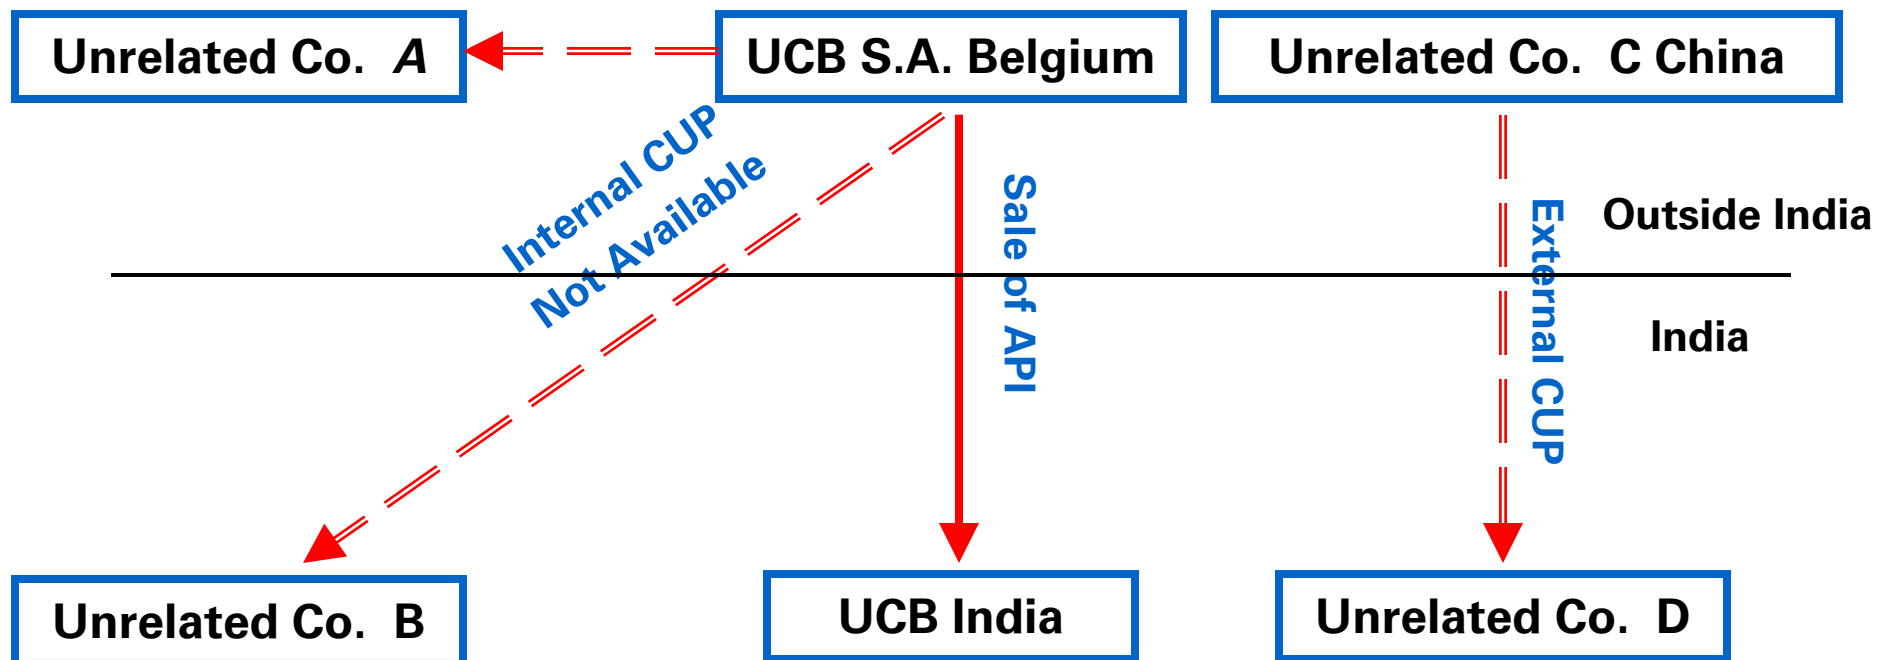 Unrelated Co. A
UCB S.A. Belgium
Unrelated Co. C China
Internal CUP
Not Available
Sale of API
External CUP
Outside India
India
Unrelated Co. B
UCB India
Unrelated Co. D